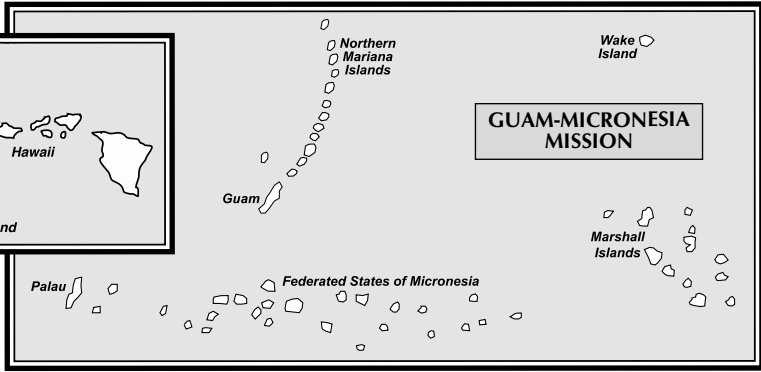 Northern
Mariana
Islands
Wake
Island
GUAM-MICRONESIA
MISSION
Hawaii
Guam
nd
Marshall
Islands
Palau
Federated States of Micronesia